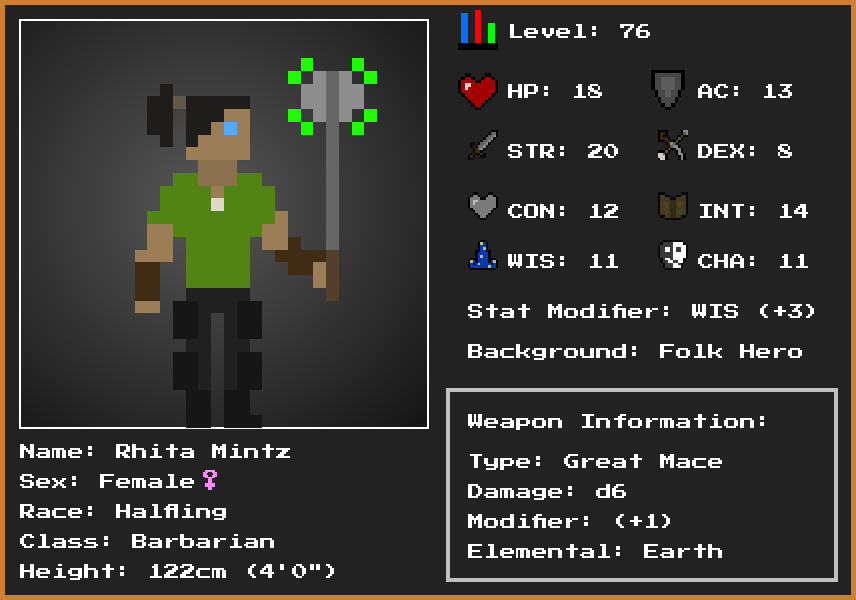 Level: 76
HP: 18
AC: 13
STR: 20
DEX: 8
CON: 12
INT: 14
WIS: 11
CHA: 11
Stat Modifier: WIS (+3)
Background: Folk Hero
Weapon Information:
Type: Great Mace
Damage: d6
Modifier: (+1)
Elemental: Earth
Name: Rhita Mintz
Sex: Female♀
Race: Halfling
Class: Barbarian
Height: 122cm (4'0")